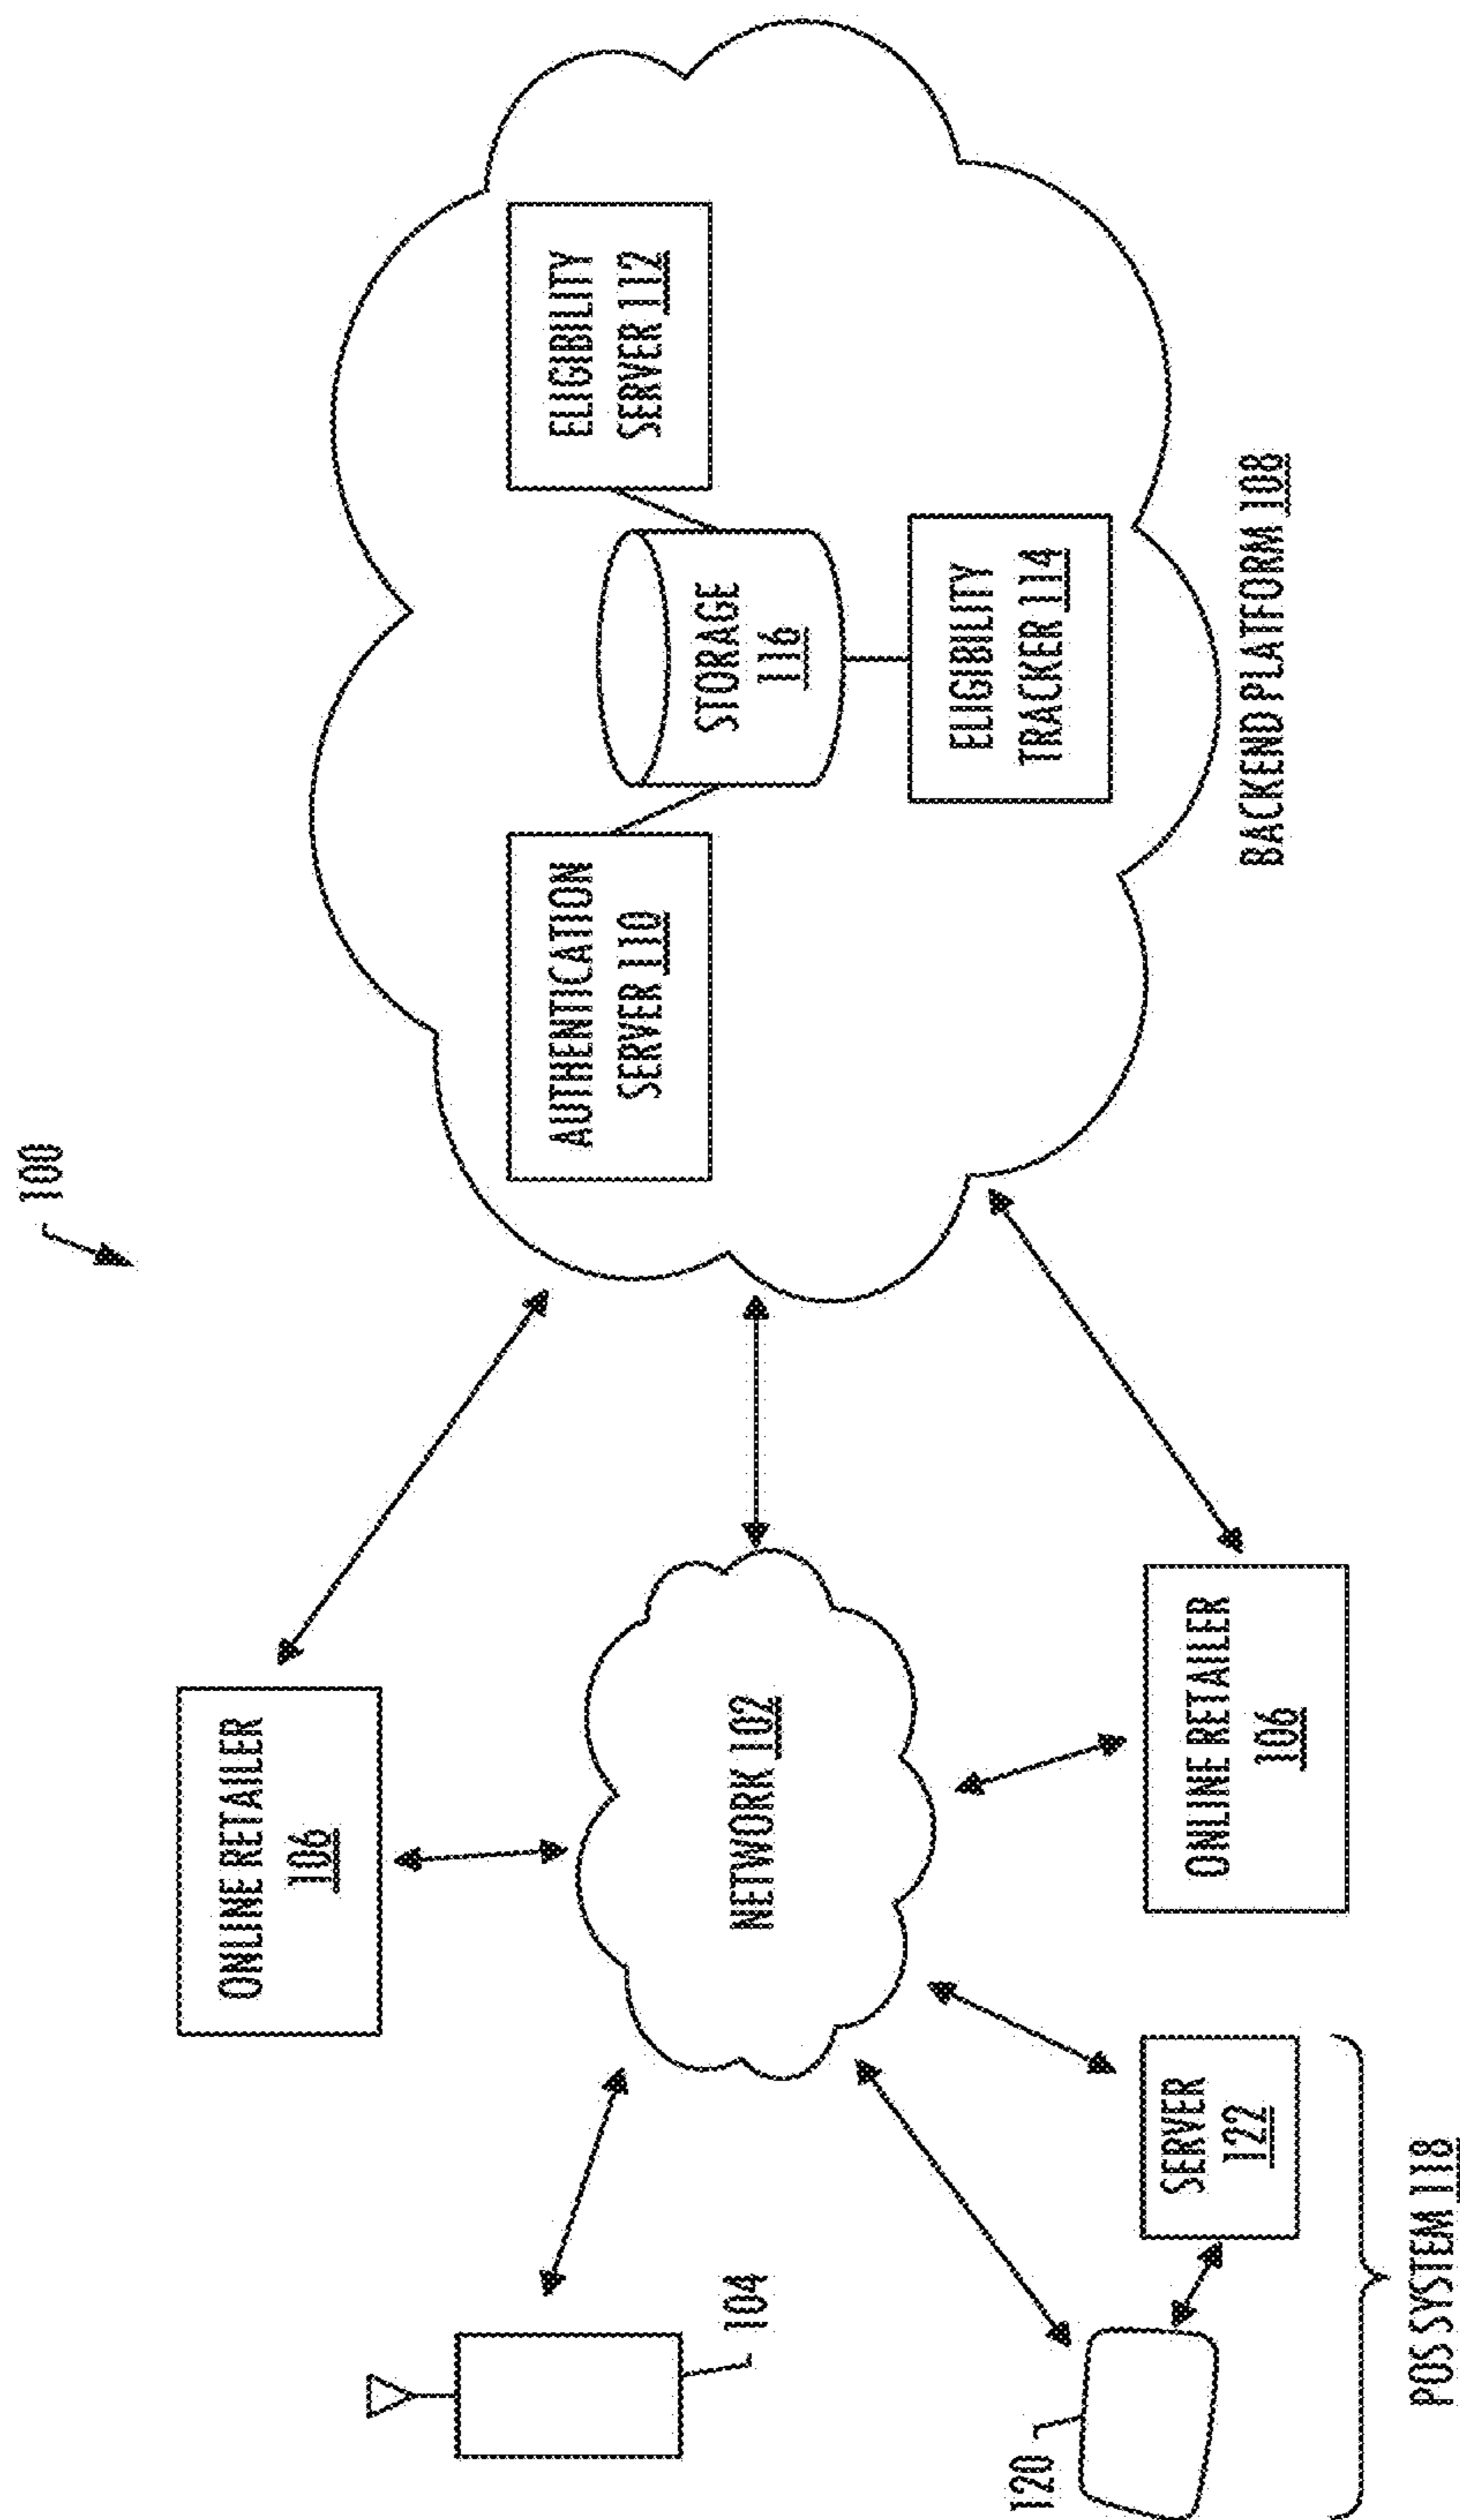 100
ONLINE RETAILER
106
AUTHENTICATION
SERVER 110
ELIGIBILITY
SERVER 112
STORAGE
116
ELIGIBILITY
TRACKER 114
BACKEND PLATFORM 108
NETWORK 102
104
ONLINE RETAILER
106
120
SERVER
122
POS SYSTEM 118